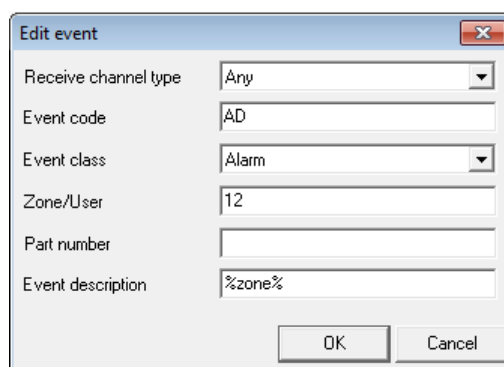 Edit event
Receive channel type Any
Event code AD
Event class Alarm
Zone/User 12
Part number
Event description %zone%
OK Cancel